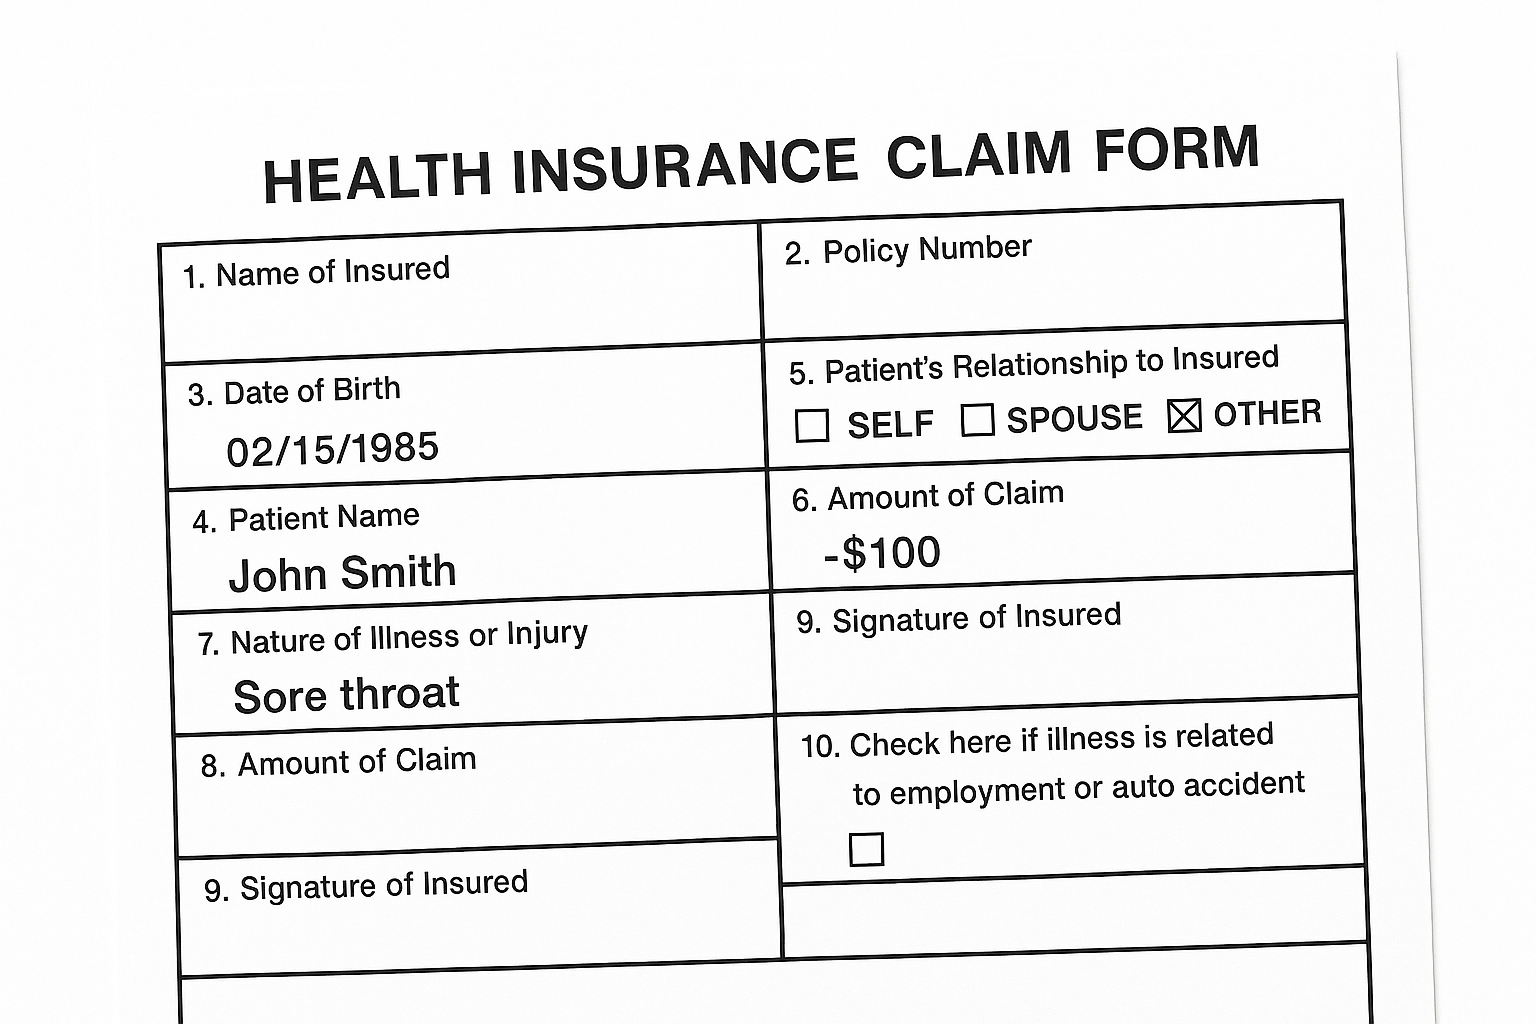 HEALTH INSURANCE CLAIM FORM
1. Name of Insured
2. Policy Number
3. Date of Birth
02/15/1985
5. Patient's Relationship to Insured
☐ SELF ☐ SPOUSE ☒ OTHER
4. Patient Name
John Smith
6. Amount of Claim
-$100
7. Nature of Illness or Injury
Sore throat
9. Signature of Insured
8. Amount of Claim
10. Check here if illness is related
to employment or auto accident
☐
9. Signature of Insured